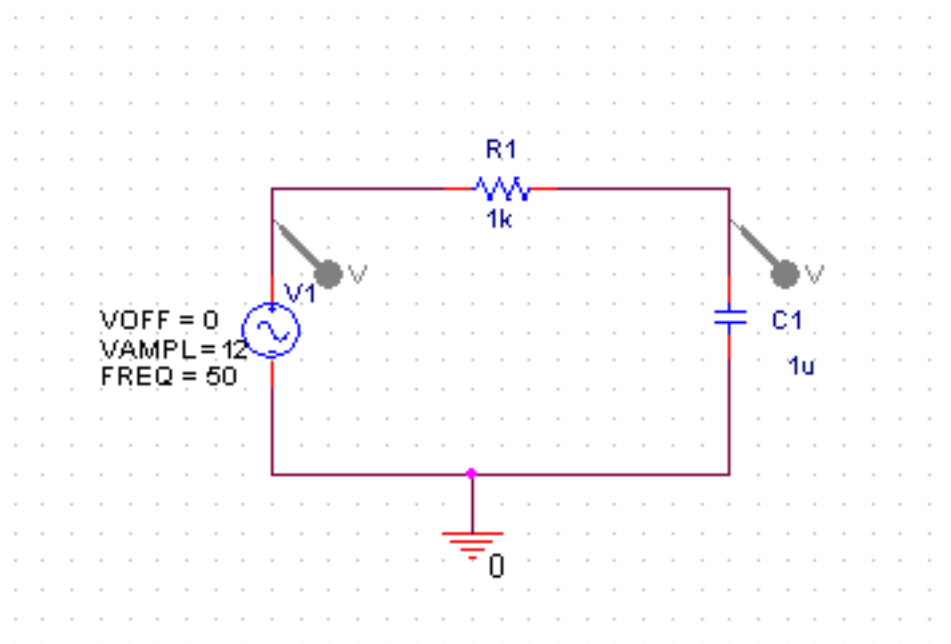 R1
1k
V
V
V1
VOFF = 0
VAMPL = 12
FREQ = 50
C1
1u
0